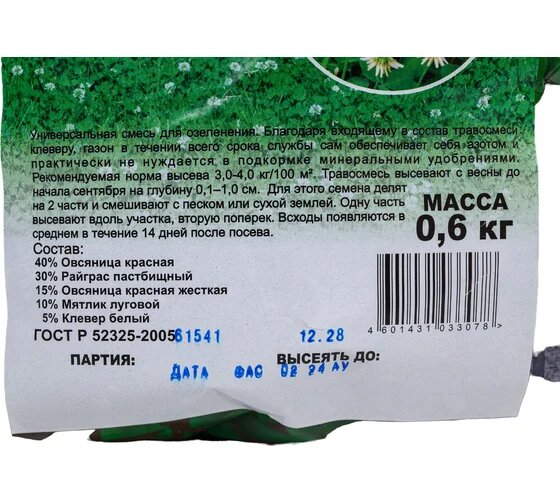 Универсальная смесь для озеленения. Благодаря входящему в состав травосмеси
клеверу, газон в течении всего срока службы сам обеспечивает себя азотом и
практически не нуждается в подкормке минеральными удобрениями.
Рекомендуемая норма высева 3,0-4,0 кг/100 м². Травосмесь высевают с весны до
начала сентября на глубину 0,1–1,0 см. Для этого семена делят
на 2 части и смешивают с песком или сухой землей. Одну часть
высевают вдоль участка, вторую поперек. Всходы появляются в
среднем в течение 14 дней после посева.
МАССА
0,6 кг
Состав:
40% Овсяница красная
30% Райграс пастбищный
15% Овсяница красная жесткая
10% Мятлик луговой
5% Клевер белый
4601431033078>
ГОСТ Р 52325-2005 61541 12.28
ПАРТИЯ: ВЫСЕЯТЬ ДО:
ДАТА ФАС 02 24 АУ